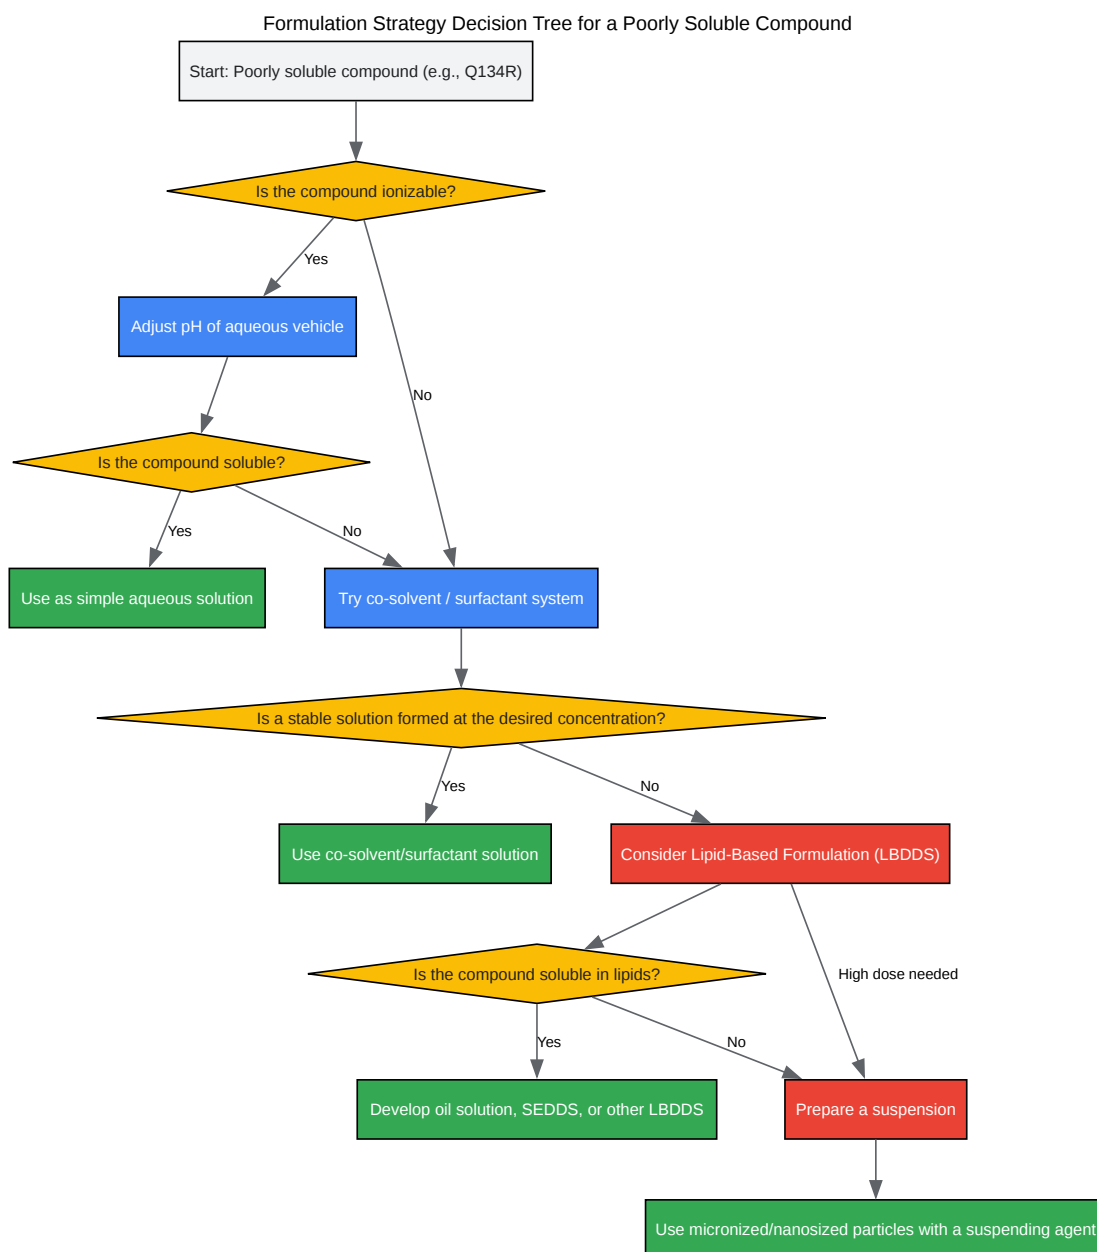 Formulation Strategy Decision Tree for a Poorly Soluble Compound
Start: Poorly soluble compound (e.g., Q134R)
Is the compound ionizable?
Yes
Adjust pH of aqueous vehicle
No
Is the compound soluble?
Yes
No
Use as simple aqueous solution
Try co-solvent / surfactant system
Is a stable solution formed at the desired concentration?
Yes
No
Use co-solvent/surfactant solution
Consider Lipid-Based Formulation (LBDDS)
Is the compound soluble in lipids?
High dose needed
Yes
No
Develop oil solution, SEDDS, or other LBDDS
Prepare a suspension
Use micronized/nanosized particles with a suspending agent